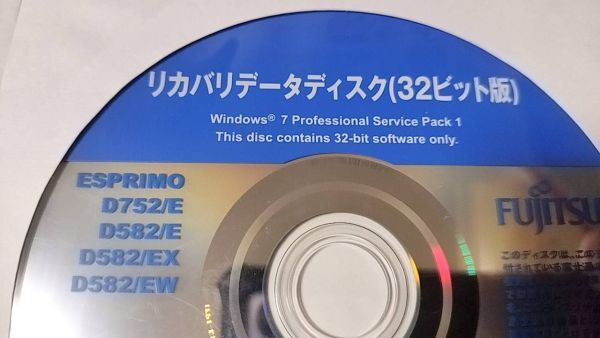 リカバリデータディスク(32ビット版)
Windows® 7 Professional Service Pack 1
This disc contains 32-bit software only.
ESPRIMO
D752/E
D582/E
D582/EX
D582/EW
FUJITSU
このディスクは、この